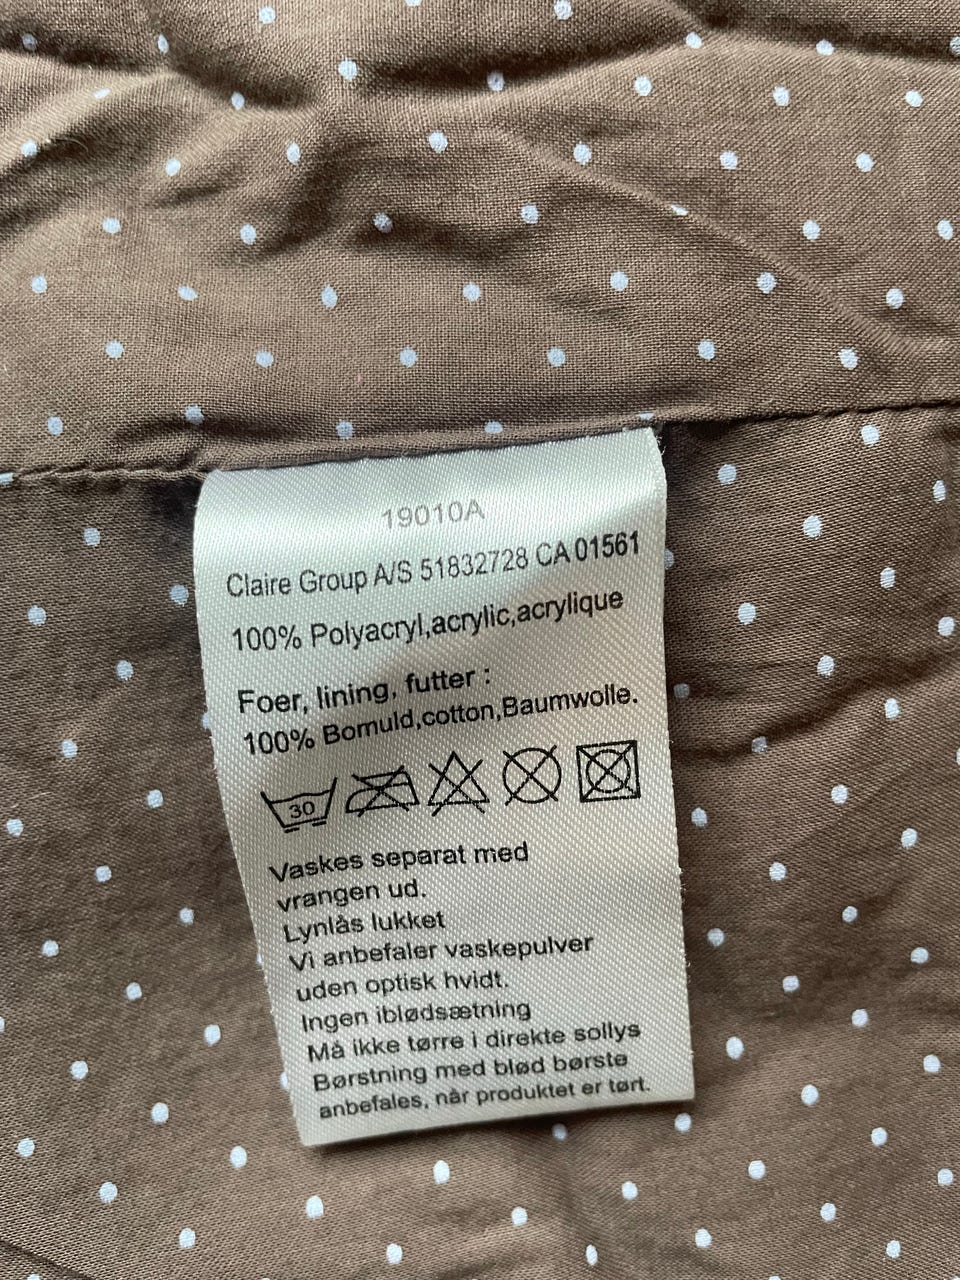 19010A
Claire Group A/S 51832728 CA 01561
100% Polyacryl,acrylic,acrylique
Foer, lining, futter :
100% Bomuld,cotton,Baumwolle.
30
Vaskes separat med
vrangen ud.
Lynlås lukket
Vi anbefaler vaskepulver
uden optisk hvidt.
Ingen iblødsætning
Må ikke tørre i direkte sollys
Børstning med blød børste
anbefales, når produktet er tørt.